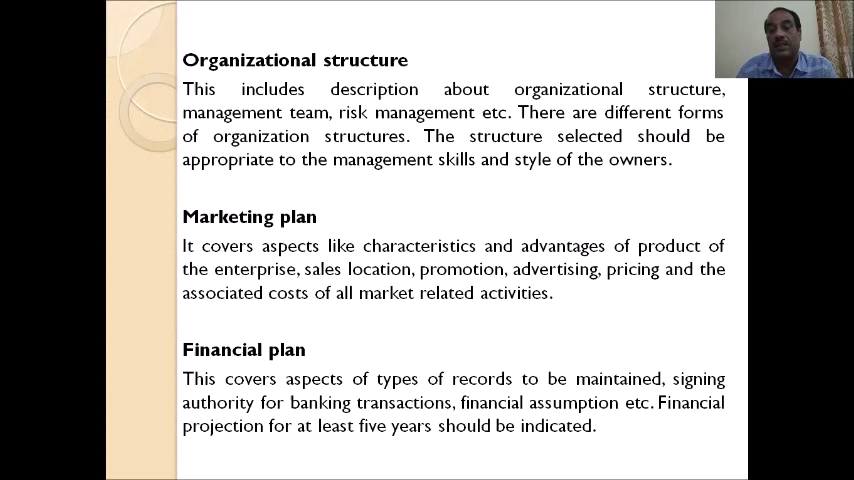 Organizational structure
This includes description about organizational structure,
management team, risk management etc. There are different forms
of organization structures. The structure selected should be
appropriate to the management skills and style of the owners.
Marketing plan
It covers aspects like characteristics and advantages of product of
the enterprise, sales location, promotion, advertising, pricing and the
associated costs of all market related activities.
Financial plan
This covers aspects of types of records to be maintained, signing
authority for banking transactions, financial assumption etc. Financial
projection for at least five years should be indicated.